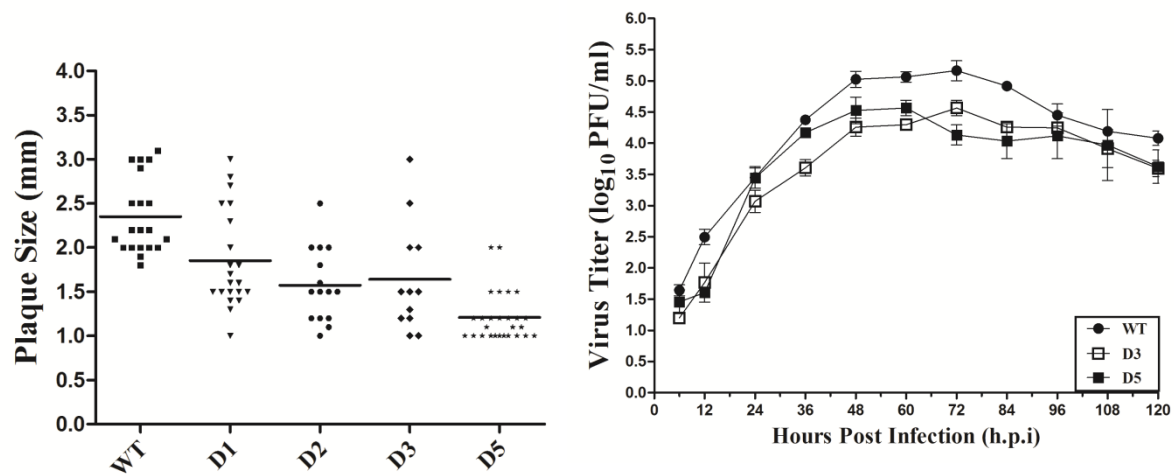 Plaque Size (mm)
4.0
3.5
3.0
2.5
2.0
1.5
1.0
0.5
0.0
WT
D1
D2
D3
D5
Virus Titer (log10 PFU/ml)
6.0
5.5
5.0
4.5
4.0
3.5
3.0
2.5
2.0
1.5
1.0
0.5
0.0
0 12 24 36 48 60 72 84 96 108 120
Hours Post Infection (h.p.i)
WT
D3
D5